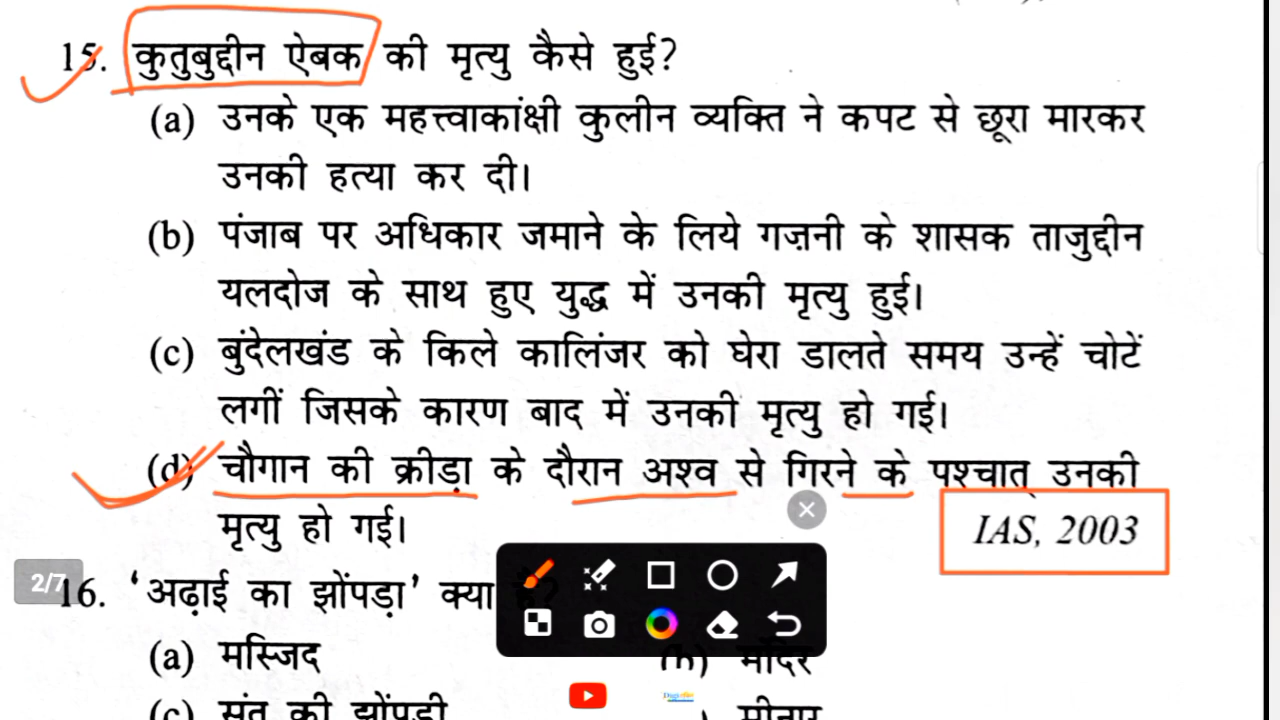 15. कुतुबुद्दीन ऐबक की मृत्यु कैसे हुई?
(a) उनके एक महत्त्वाकांक्षी कुलीन व्यक्ति ने कपट से छूरा मारकर
उनकी हत्या कर दी।
(b) पंजाब पर अधिकार जमाने के लिये गज़नी के शासक ताजुद्दीन
यलदोज के साथ हुए युद्ध में उनकी मृत्यु हुई।
(c) बुंदेलखंड के किले कालिंजर को घेरा डालते समय उन्हें चोटें
लगीं जिसके कारण बाद में उनकी मृत्यु हो गई।
(d) चौगान की क्रीड़ा के दौरान अश्व से गिरने के पश्चात् उनकी
मृत्यु हो गई।
IAS, 2003
2/7
16. 'अढ़ाई का झोंपड़ा' क्या है?
(a) मस्जिद (b) मंदिर
(c) संत की झोंपड़ी मीनार